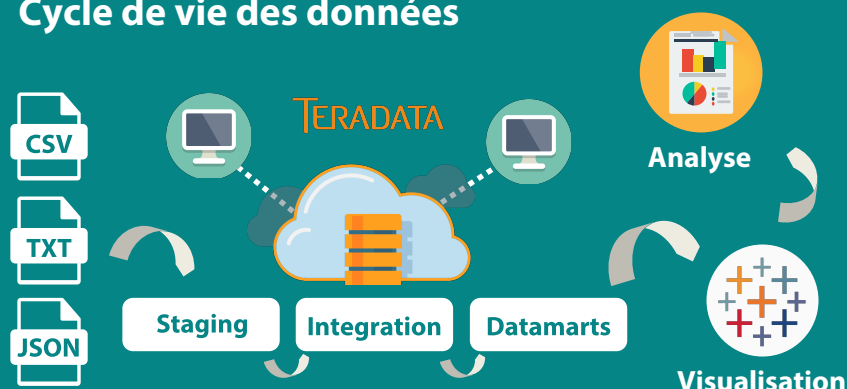 Cycle de vie des données
TERADATA
CSV
TXT
JSON
Staging
Integration
Datamarts
Analyse
Visualisation